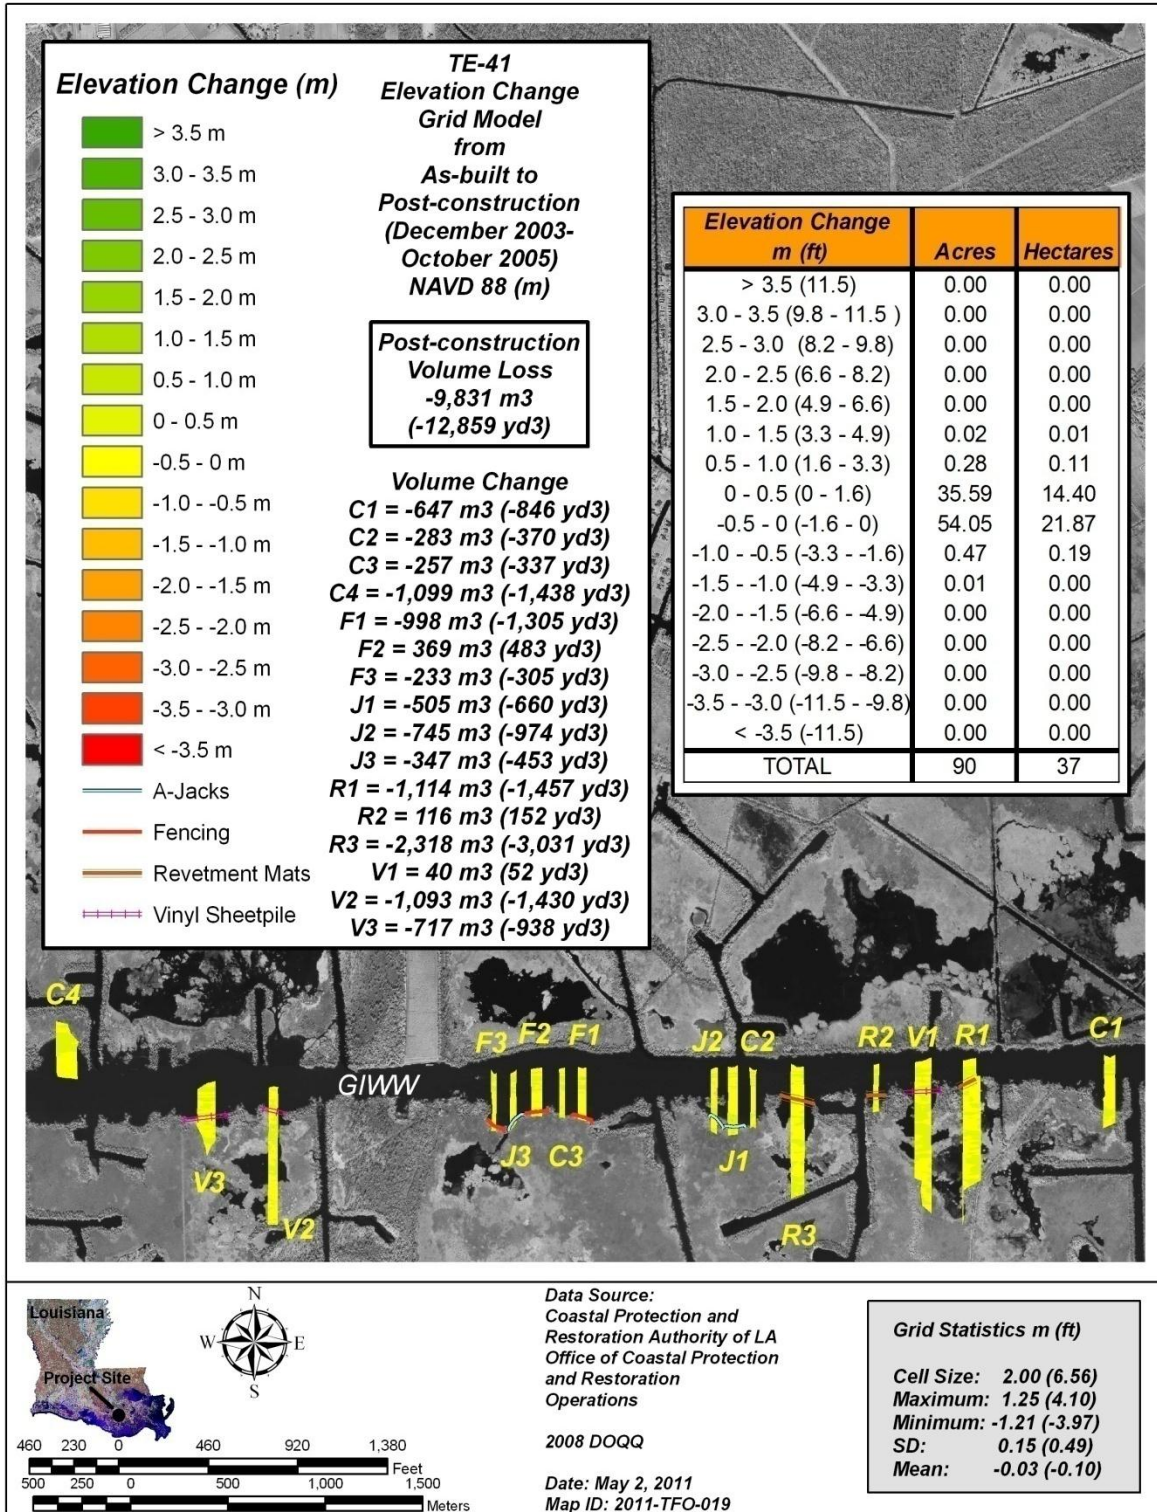 Elevation Change (m)
> 3.5 m
3.0 - 3.5 m
2.5 - 3.0 m
2.0 - 2.5 m
1.5 - 2.0 m
1.0 - 1.5 m
0.5 - 1.0 m
0 - 0.5 m
-0.5 - 0 m
-1.0 - -0.5 m
-1.5 - -1.0 m
-2.0 - -1.5 m
-2.5 - -2.0 m
-3.0 - -2.5 m
-3.5 - -3.0 m
< -3.5 m
A-Jacks
Fencing
Revetment Mats
Vinyl Sheetpile
TE-41
Elevation Change
Grid Model
from
As-built to
Post-construction
(December 2003-
October 2005)
NAVD 88 (m)
Post-construction
Volume Loss
-9,831 m3
(-12,859 yd3)
Volume Change
C1 = -647 m3 (-846 yd3)
C2 = -283 m3 (-370 yd3)
C3 = -257 m3 (-337 yd3)
C4 = -1,099 m3 (-1,438 yd3)
F1 = -998 m3 (-1,305 yd3)
F2 = 369 m3 (483 yd3)
F3 = -233 m3 (-305 yd3)
J1 = -505 m3 (-660 yd3)
J2 = -745 m3 (-974 yd3)
J3 = -347 m3 (-453 yd3)
R1 = -1,114 m3 (-1,457 yd3)
R2 = 116 m3 (152 yd3)
R3 = -2,318 m3 (-3,031 yd3)
V1 = 40 m3 (52 yd3)
V2 = -1,093 m3 (-1,430 yd3)
V3 = -717 m3 (-938 yd3)
Elevation Change
m (ft) Acres Hectares
> 3.5 (11.5) 0.00 0.00
3.0 - 3.5 (9.8 - 11.5 ) 0.00 0.00
2.5 - 3.0 (8.2 - 9.8) 0.00 0.00
2.0 - 2.5 (6.6 - 8.2) 0.00 0.00
1.5 - 2.0 (4.9 - 6.6) 0.00 0.00
1.0 - 1.5 (3.3 - 4.9) 0.02 0.01
0.5 - 1.0 (1.6 - 3.3) 0.28 0.11
0 - 0.5 (0 - 1.6) 35.59 14.40
-0.5 - 0 (-1.6 - 0) 54.05 21.87
-1.0 - -0.5 (-3.3 - -1.6) 0.47 0.19
-1.5 - -1.0 (-4.9 - -3.3) 0.01 0.00
-2.0 - -1.5 (-6.6 - -4.9) 0.00 0.00
-2.5 - -2.0 (-8.2 - -6.6) 0.00 0.00
-3.0 - -2.5 (-9.8 - -8.2) 0.00 0.00
-3.5 - -3.0 (-11.5 - -9.8) 0.00 0.00
< -3.5 (-11.5) 0.00 0.00
TOTAL 90 37
C4
F3 F2 F1 J2 C2 R2 V1 R1 C1
GIWW
V3 J3 C3 J1
V2 R3
Louisiana
Project Site
N
W E
S
460 230 0 460 920 1,380
Feet
500 250 0 500 1,000 1,500
Meters
Data Source:
Coastal Protection and
Restoration Authority of LA
Office of Coastal Protection
and Restoration
Operations
2008 DOQQ
Date: May 2, 2011
Map ID: 2011-TFO-019
Grid Statistics m (ft)
Cell Size: 2.00 (6.56)
Maximum: 1.25 (4.10)
Minimum: -1.21 (-3.97)
SD: 0.15 (0.49)
Mean: -0.03 (-0.10)